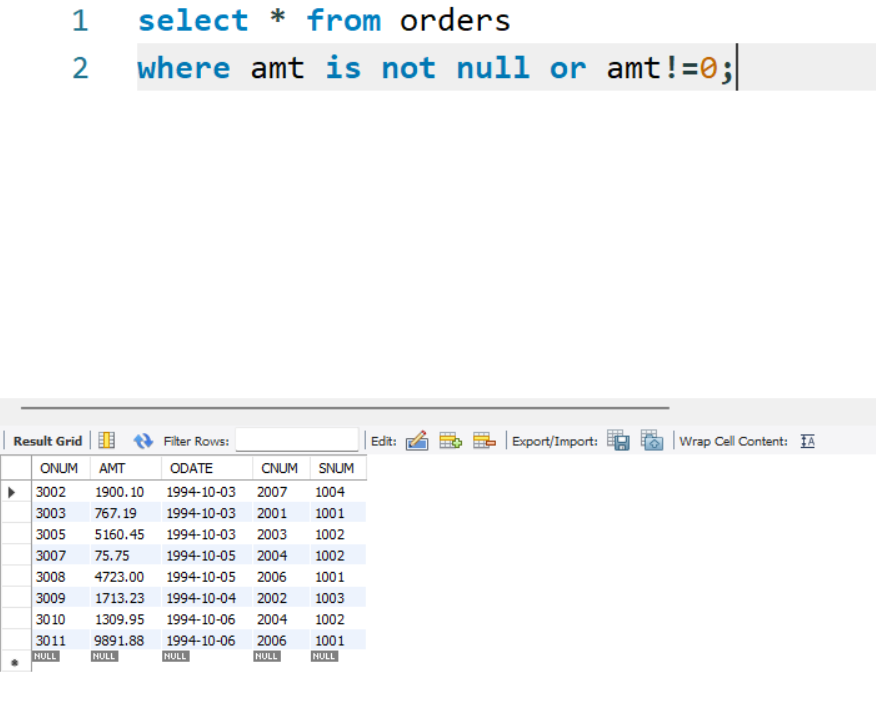 1 select * from orders
2 where amt is not null or amt!=0;
Result Grid Filter Rows: Edit: Export/Import: Wrap Cell Content: IA
ONUM AMT ODATE CNUM SNUM
3002 1900.10 1994-10-03 2007 1004
3003 767.19 1994-10-03 2001 1001
3005 5160.45 1994-10-03 2003 1002
3007 75.75 1994-10-05 2004 1002
3008 4723.00 1994-10-05 2006 1001
3009 1713.23 1994-10-04 2002 1003
3010 1309.95 1994-10-06 2004 1002
3011 9891.88 1994-10-06 2006 1001
NULL NULL NULL NULL NULL